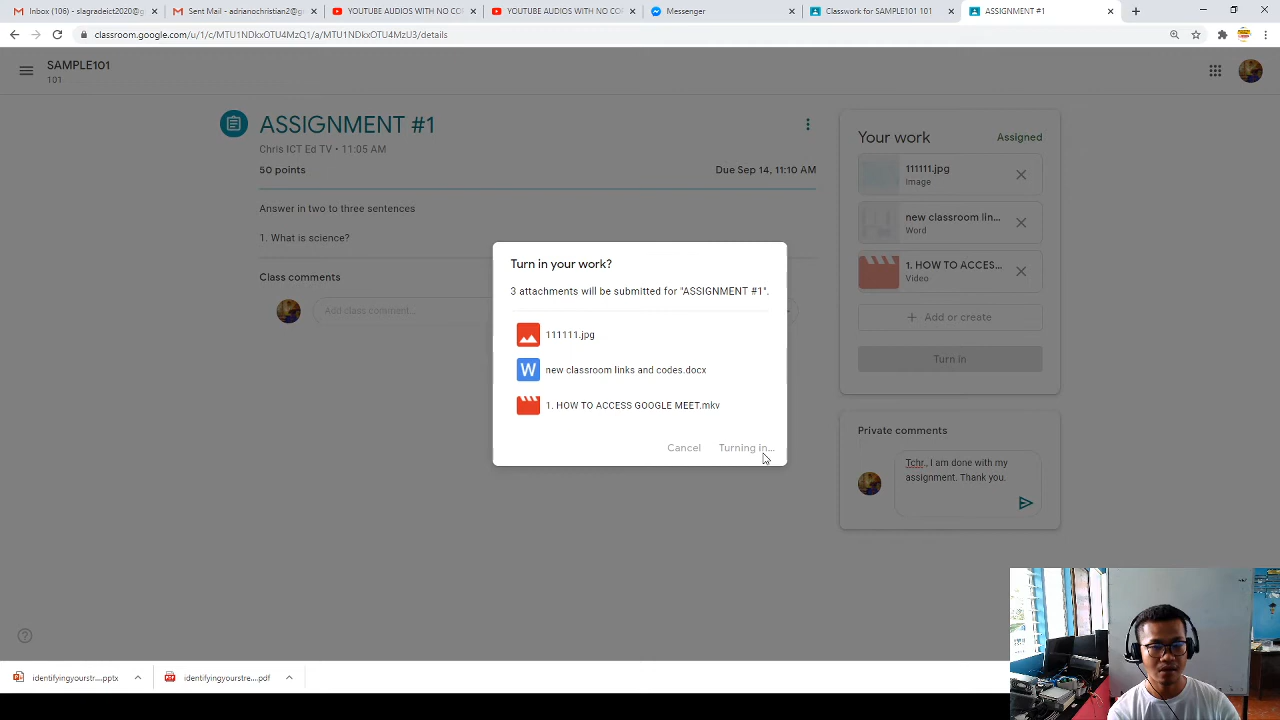 Inbox (106) - slagradeict2020@g
Sent Mail - adrianochristian2@g
YOUTUBE AUDIOS WITH NO COF
YOUTUBE AUDIOS WITH NO COF
Messenger
Classwork for SAMPLE101 101
ASSIGNMENT #1
classroom.google.com/u/1/c/MTU1NDkxOTU4MzQ1/a/MTU1NDkxOTU4MzU3/details
SAMPLE101
101
ASSIGNMENT #1
Chris ICT Ed TV • 11:05 AM
50 points
Due Sep 14, 11:10 AM
Answer in two to three sentences
1. What is science?
Class comments
Add class comment...
Your work
Assigned
111111.jpg
Image
new classroom lin...
Word
1. HOW TO ACCES...
Video
+ Add or create
Turn in
Private comments
Tchr., I am done with my
assignment. Thank you.
Turn in your work?
3 attachments will be submitted for "ASSIGNMENT #1".
111111.jpg
W new classroom links and codes.docx
1. HOW TO ACCESS GOOGLE MEET.mkv
Cancel
Turning in...
identifyingyourst....pptx
identifyingyourstre....pdf